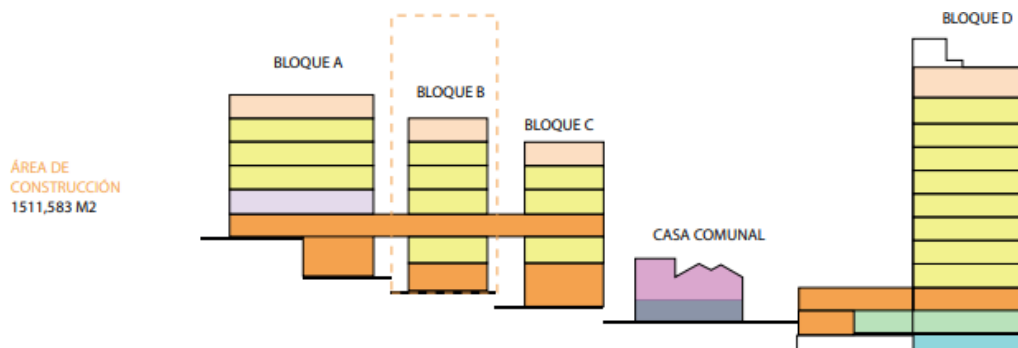 BLOQUE D
BLOQUE A
BLOQUE B
BLOQUE C
ÁREA DE
CONSTRUCCIÓN
1511,583 M2
CASA COMUNAL